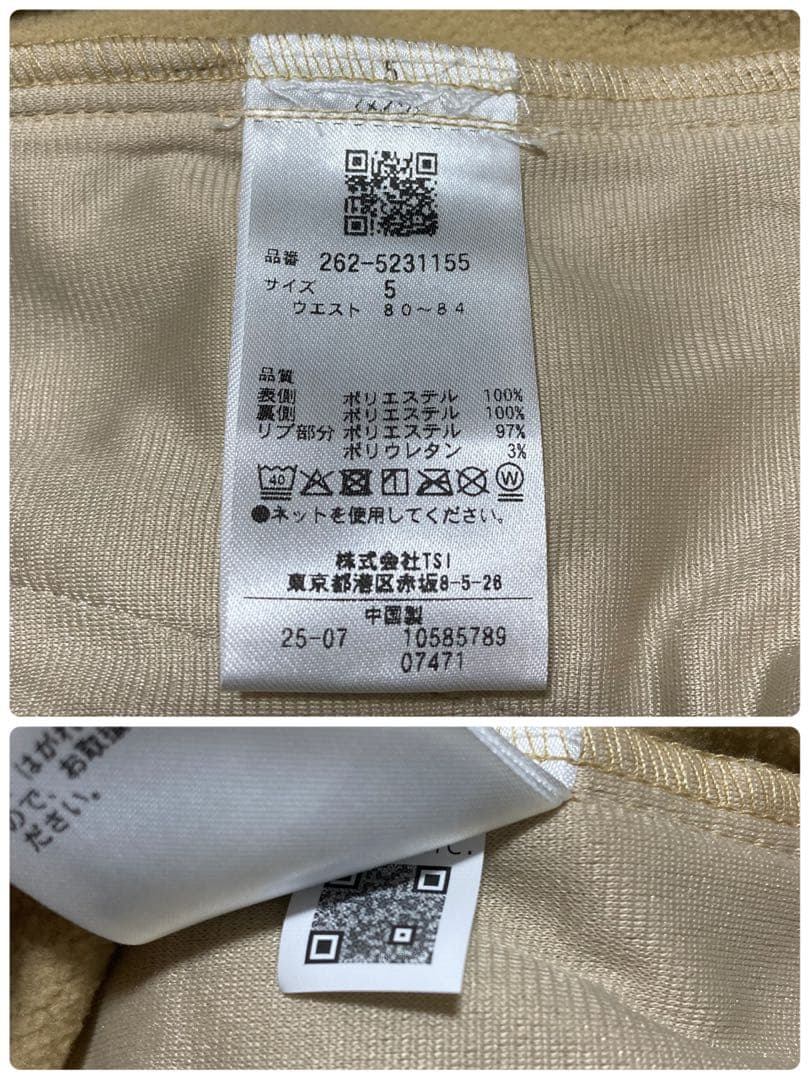 5
品番 262-5231155
サイズ 5
ウエスト 80～84
品質
表側 ポリエステル 100%
裏側 ポリエステル 100%
リブ部分 ポリエステル 97%
ポリウレタン 3%
40
W
●ネットを使用してください。
株式会社TSI
東京都港区赤坂8-5-26
中国製
25-07 10585789
07471
はがれ
ので、お取扱
ださい。